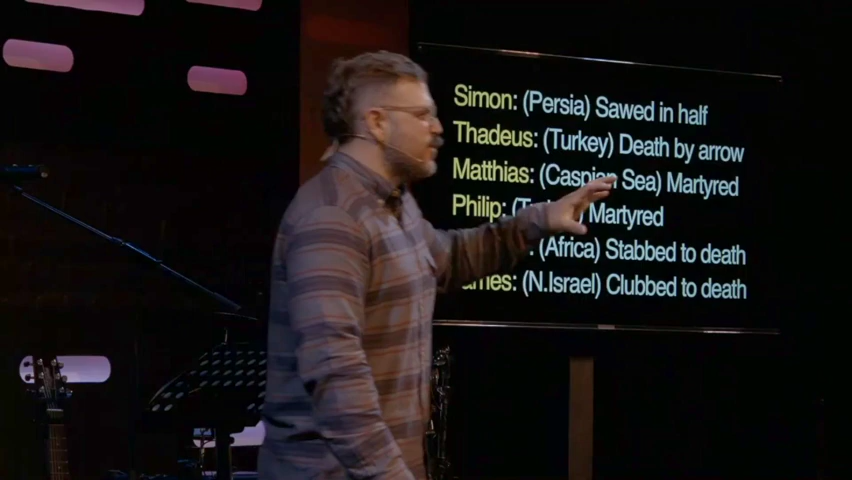 Simon: (Persia) Sawed in half
Thadeus: (Turkey) Death by arrow
Matthias: (Caspian Sea) Martyred
Philip: Martyred
(Africa) Stabbed to death
(N.Israel) Clubbed to death